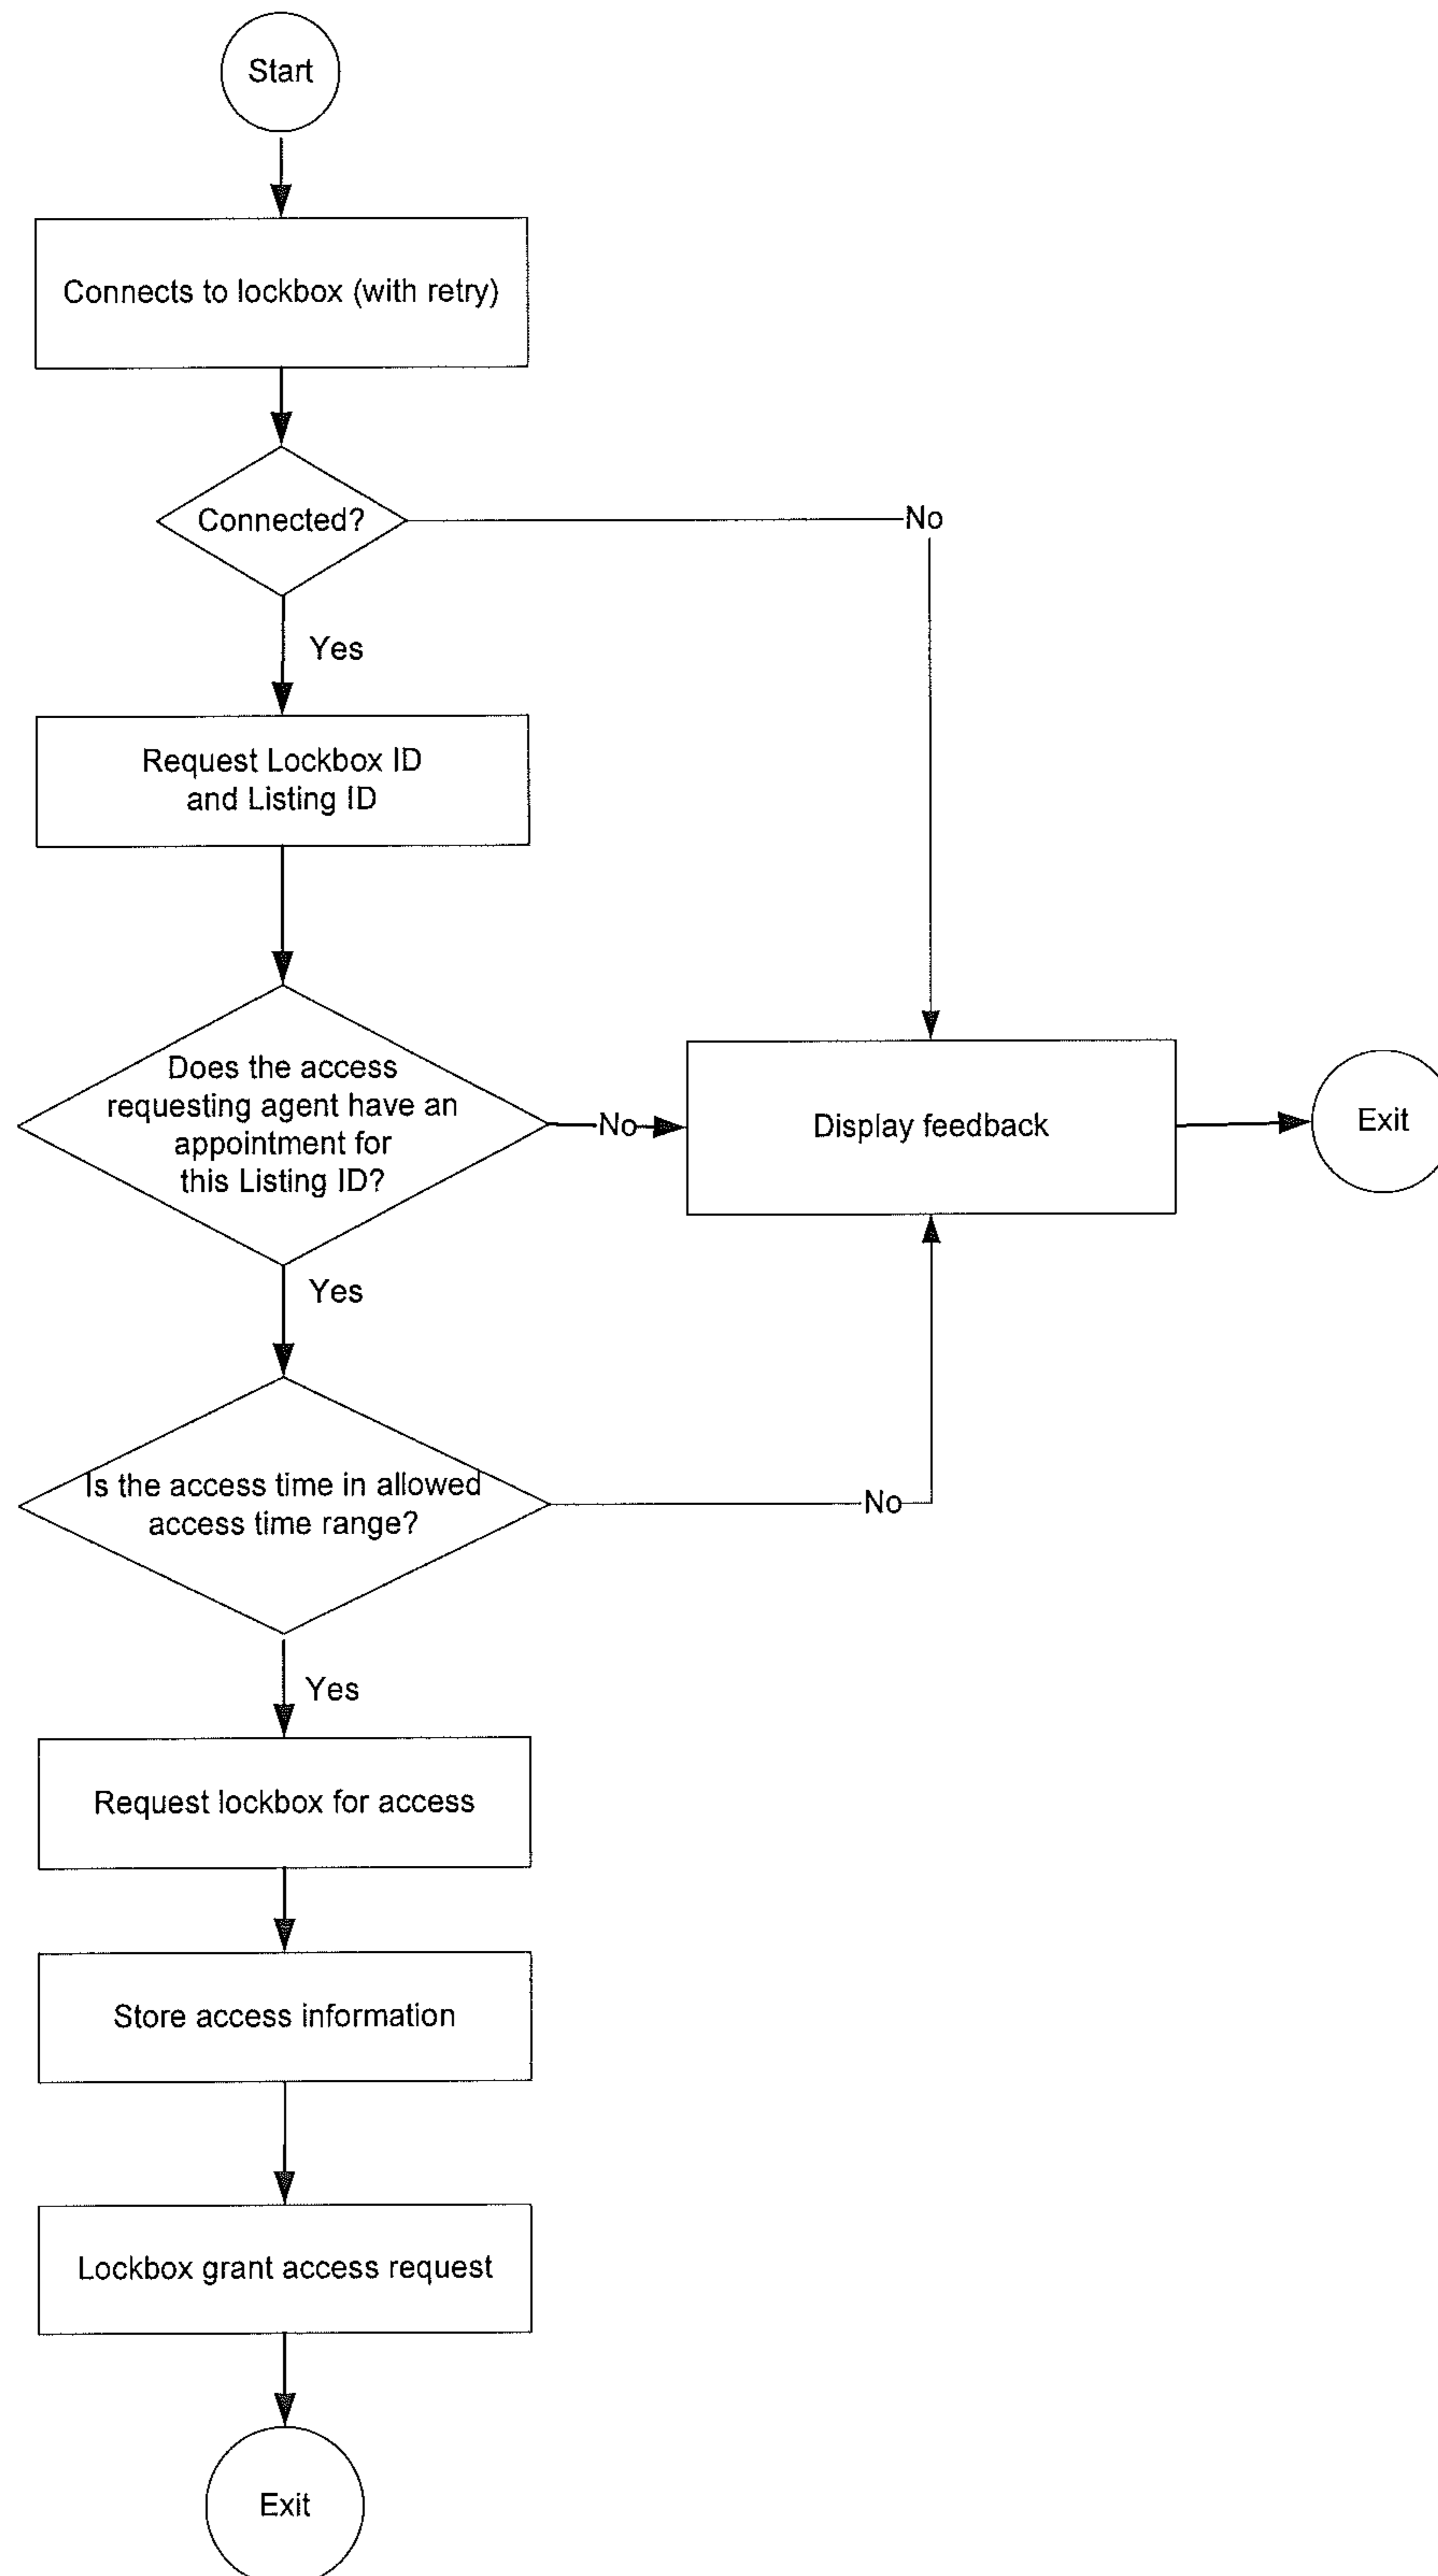 Start
Connects to lockbox (with retry)
Connected?
No
Yes
Request Lockbox ID
and Listing ID
Does the access
requesting agent have an
appointment for
this Listing ID?
No
Display feedback
Exit
Yes
Is the access time in allowed
access time range?
No
Yes
Request lockbox for access
Store access information
Lockbox grant access request
Exit